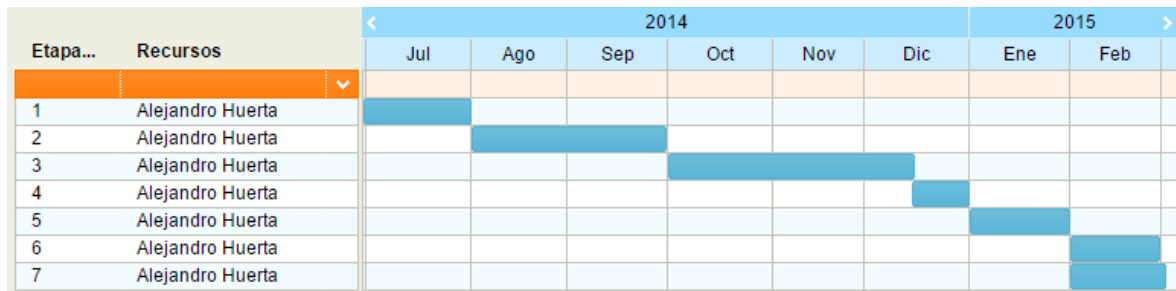 2014 2015
Etapa... Recursos Jul Ago Sep Oct Nov Dic Ene Feb
1 Alejandro Huerta
2 Alejandro Huerta
3 Alejandro Huerta
4 Alejandro Huerta
5 Alejandro Huerta
6 Alejandro Huerta
7 Alejandro Huerta